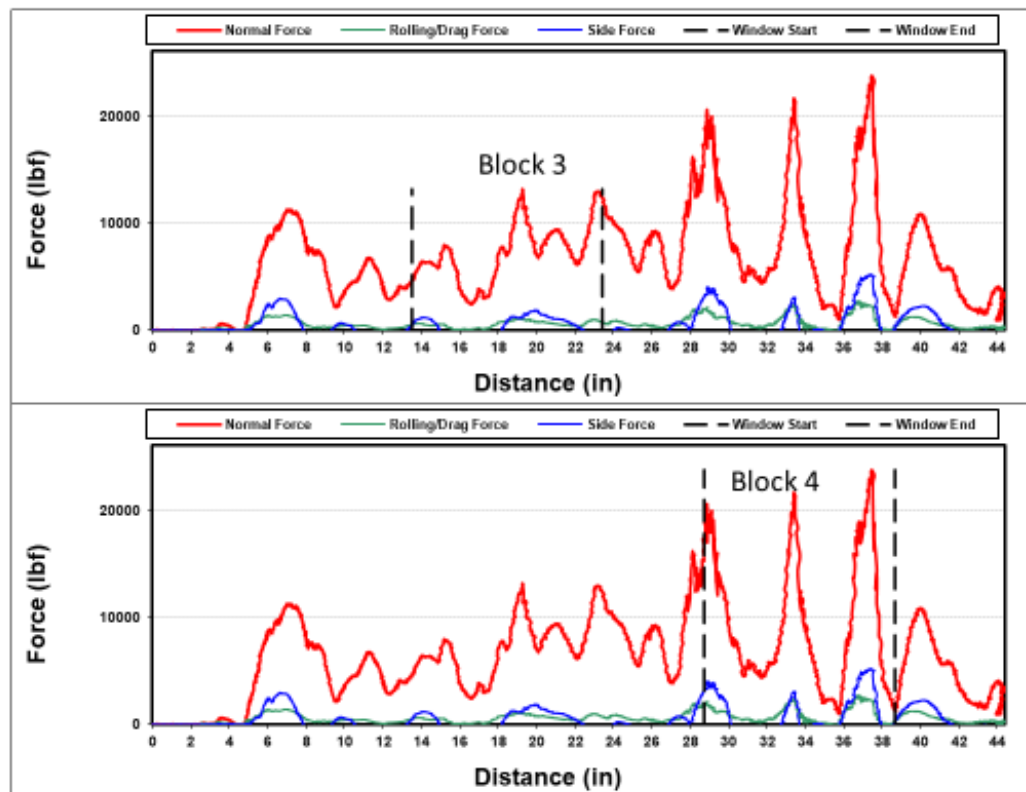 Normal Force Rolling/Drag Force Side Force Window Start Window End
20000
Block 3
10000
0
Force (lbf)
0 2 4 6 8 10 12 14 16 18 20 22 24 26 28 30 32 34 36 38 40 42 44
Distance (in)
Normal Force Rolling/Drag Force Side Force Window Start Window End
Block 4
20000
10000
0
Force (lbf)
0 2 4 6 8 10 12 14 16 18 20 22 24 26 28 30 32 34 36 38 40 42 44
Distance (in)